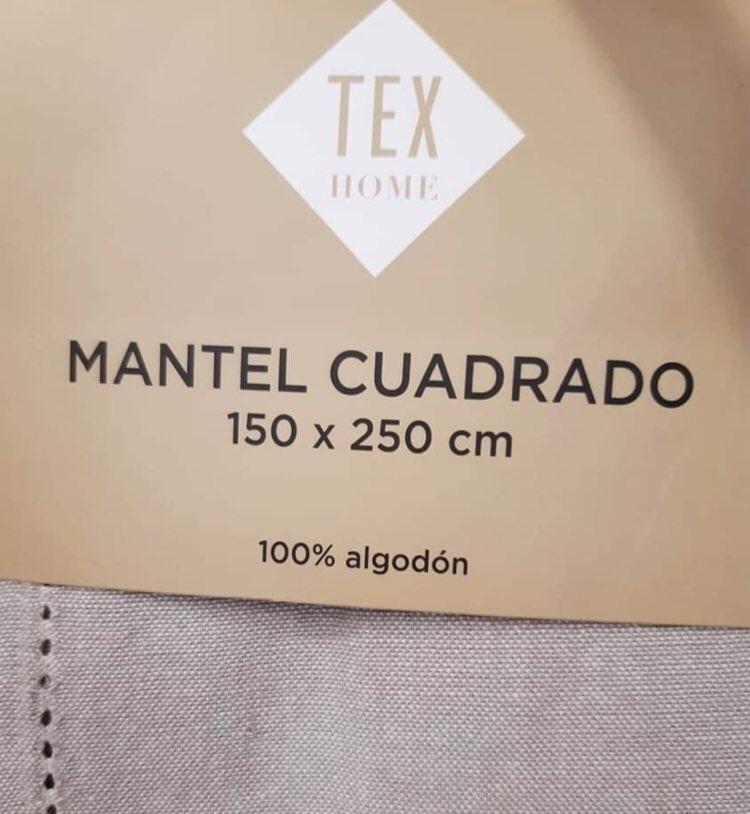 TEX
HOME
MANTEL CUADRADO
150 x 250 cm
100% algodón